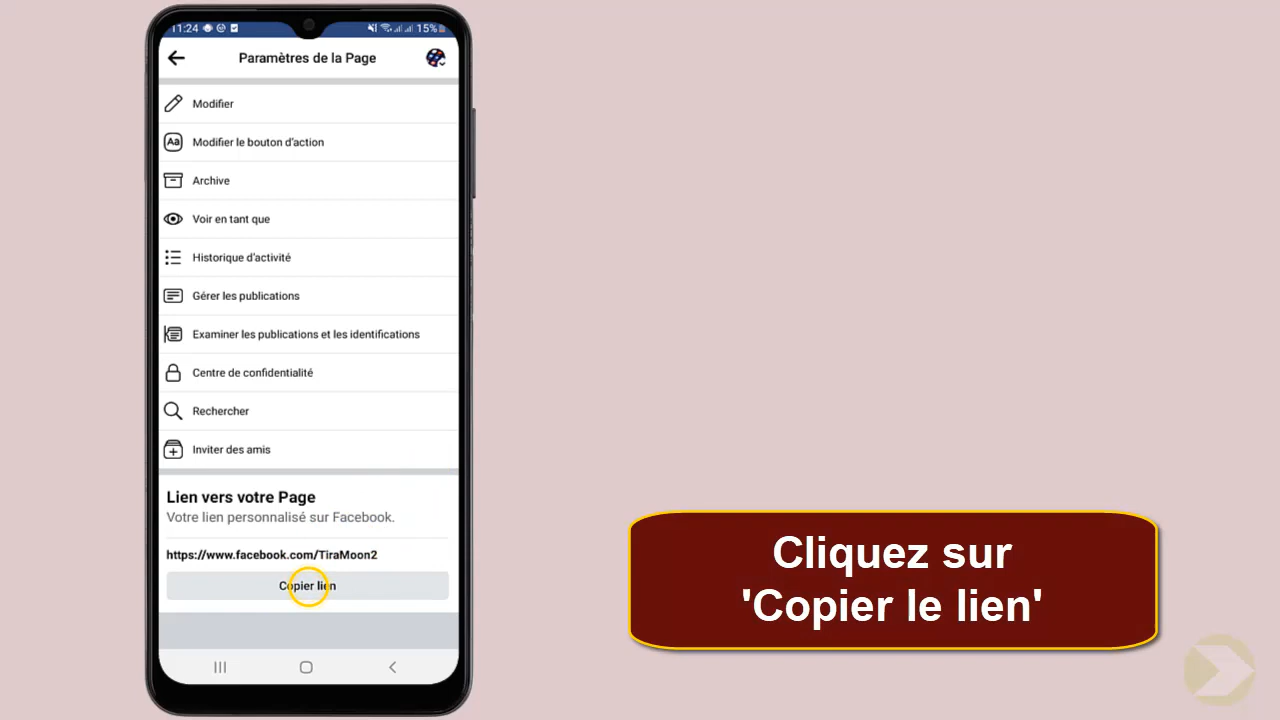 11:24
15%
Paramètres de la Page
Modifier
Modifier le bouton d'action
Aa
Archive
Voir en tant que
Historique d'activité
Gérer les publications
Examiner les publications et les identifications
Centre de confidentialité
Rechercher
Inviter des amis
Lien vers votre Page
Votre lien personnalisé sur Facebook.
https://www.facebook.com/TiraMoon2
Copier lien
Cliquez sur
'Copier le lien'